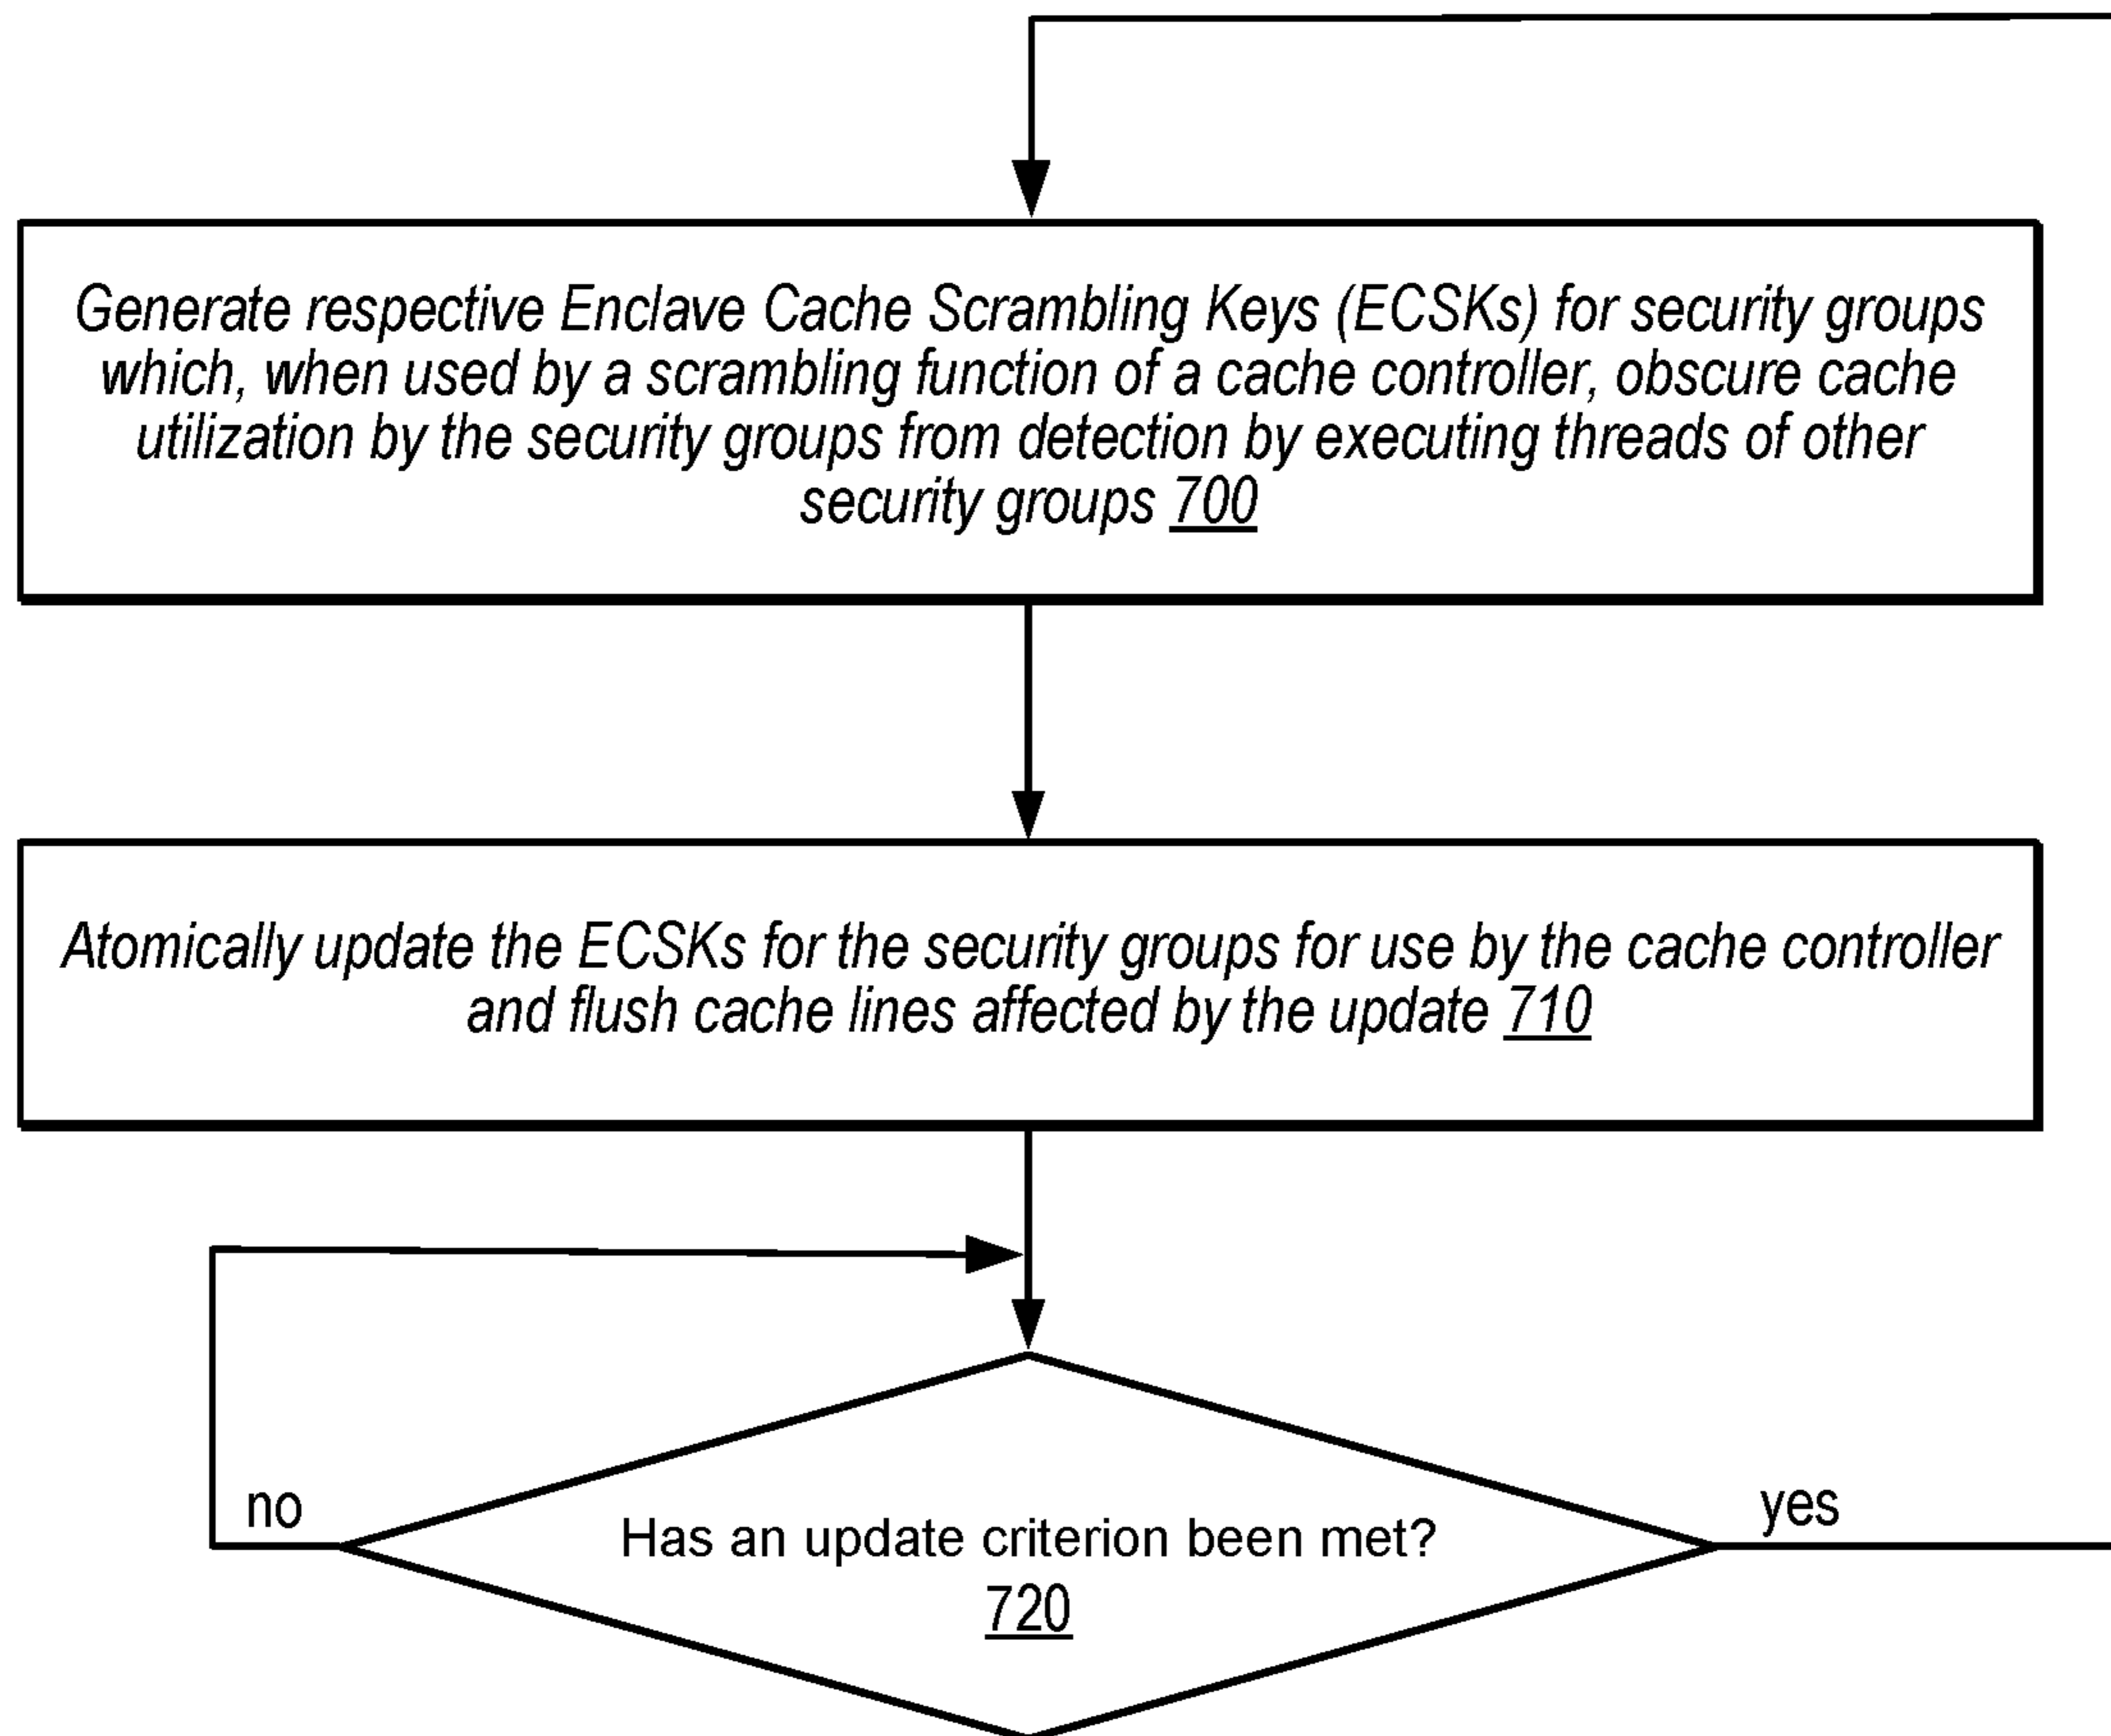 Generate respective Enclave Cache Scrambling Keys (ECSKs) for security groups
which, when used by a scrambling function of a cache controller, obscure cache
utilization by the security groups from detection by executing threads of other
security groups 700
Atomically update the ECSKs for the security groups for use by the cache controller
and flush cache lines affected by the update 710
no
yes
Has an update criterion been met?
720